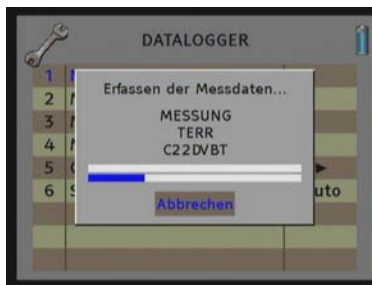 DATALOGGER
1
2
3
4
5
6
uto
Erfassen der Messdaten...
MESSUNG
TERR
C22DVBT
Abbrechen